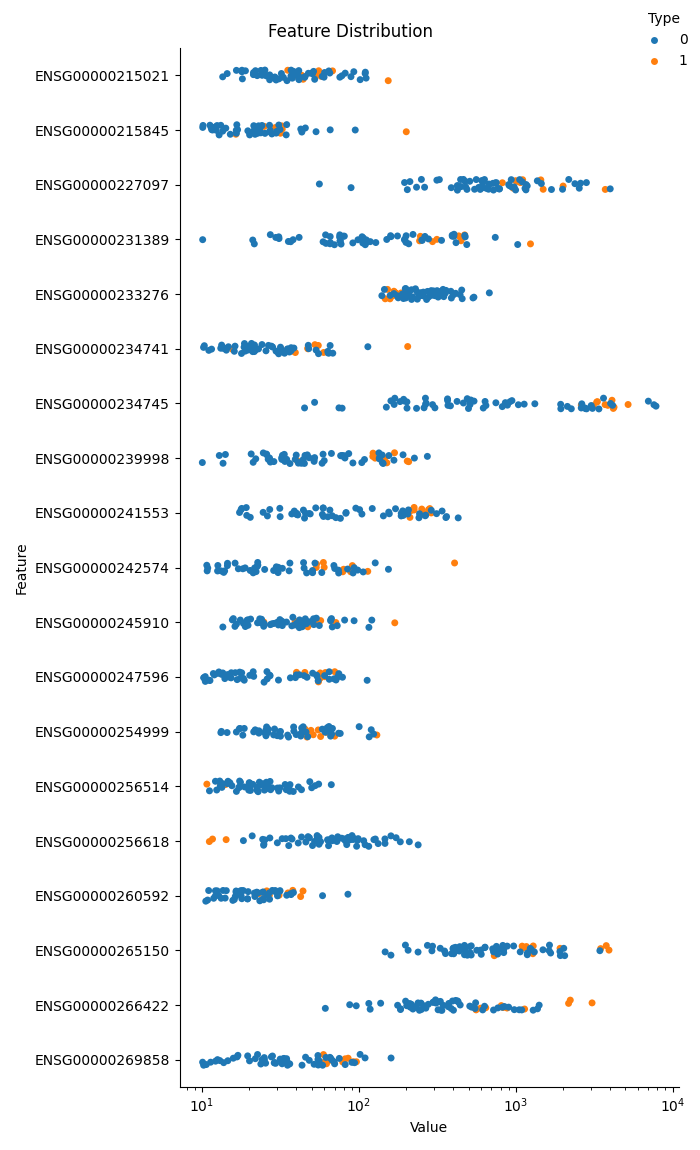 Feature Distribution
Type
0
1
ENSG00000215021
ENSG00000215845
ENSG00000227097
ENSG00000231389
ENSG00000233276
ENSG00000234741
ENSG00000234745
ENSG00000239998
ENSG00000241553
ENSG00000242574
ENSG00000245910
ENSG00000247596
ENSG00000254999
ENSG00000256514
ENSG00000256618
ENSG00000260592
ENSG00000265150
ENSG00000266422
ENSG00000269858
Feature
10¹ 10² 10³ 10⁴
Value